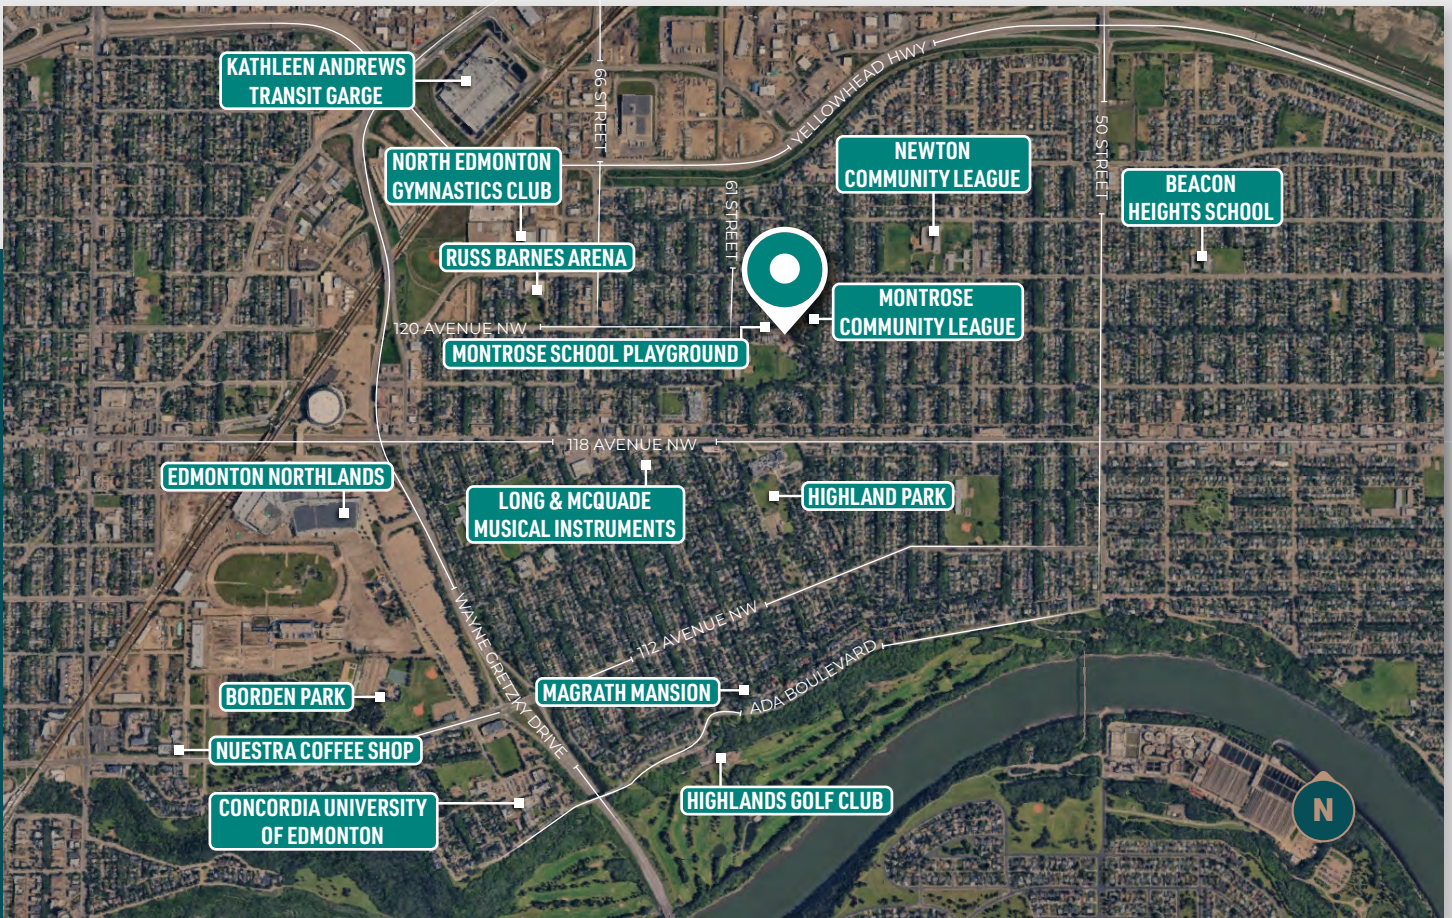 KATHLEEN ANDREWS
TRANSIT GARGE
66 STREET
YELLOWHEAD HWY
50 STREET
NORTH EDMONTON
GYMNASTICS CLUB
NEWTON
COMMUNITY LEAGUE
BEACON
HEIGHTS SCHOOL
61 STREET
RUSS BARNES ARENA
MONTROSE
COMMUNITY LEAGUE
120 AVENUE NW
MONTROSE SCHOOL PLAYGROUND
118 AVENUE NW
EDMONTON NORTHLANDS
LONG & MCQUADE
MUSICAL INSTRUMENTS
HIGHLAND PARK
WAYNE GRETZKY DRIVE
112 AVENUE NW
ADA BOULEVARD
MAGRATH MANSION
BORDEN PARK
NUESTRA COFFEE SHOP
HIGHLANDS GOLF CLUB
CONCORDIA UNIVERSITY
OF EDMONTON
N